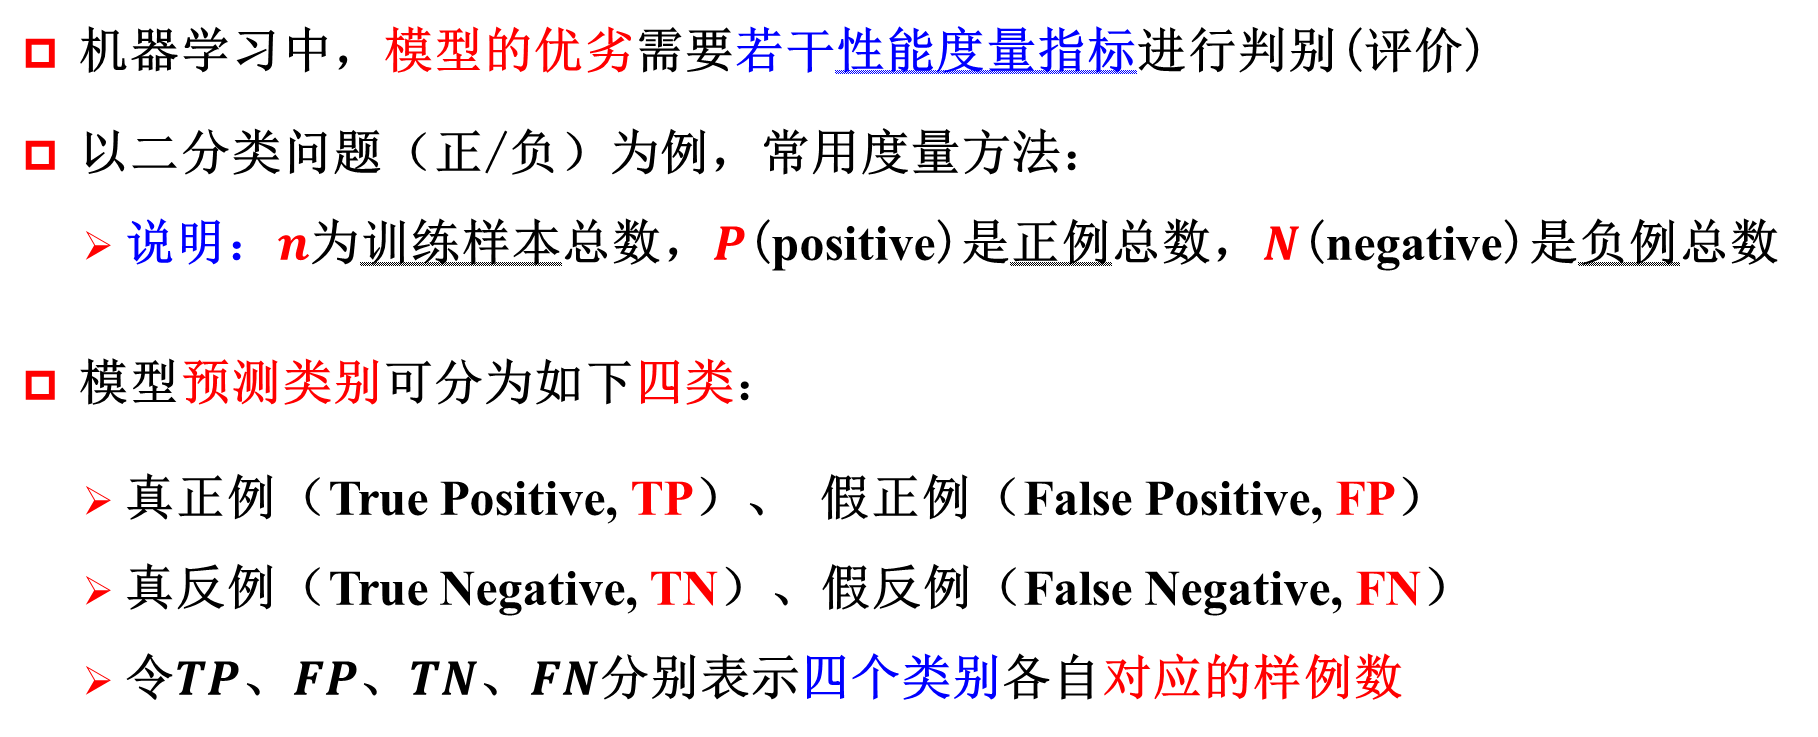 机器学习中，模型的优劣需要若干性能度量指标进行判别(评价)
以二分类问题（正/负）为例，常用度量方法：
说明：n为训练样本总数，P(positive)是正例总数，N(negative)是负例总数
模型预测类别可分为如下四类：
真正例（True Positive, TP）、 假正例（False Positive, FP）
真反例（True Negative, TN）、假反例（False Negative, FN）
令TP、FP、TN、FN分别表示四个类别各自对应的样例数